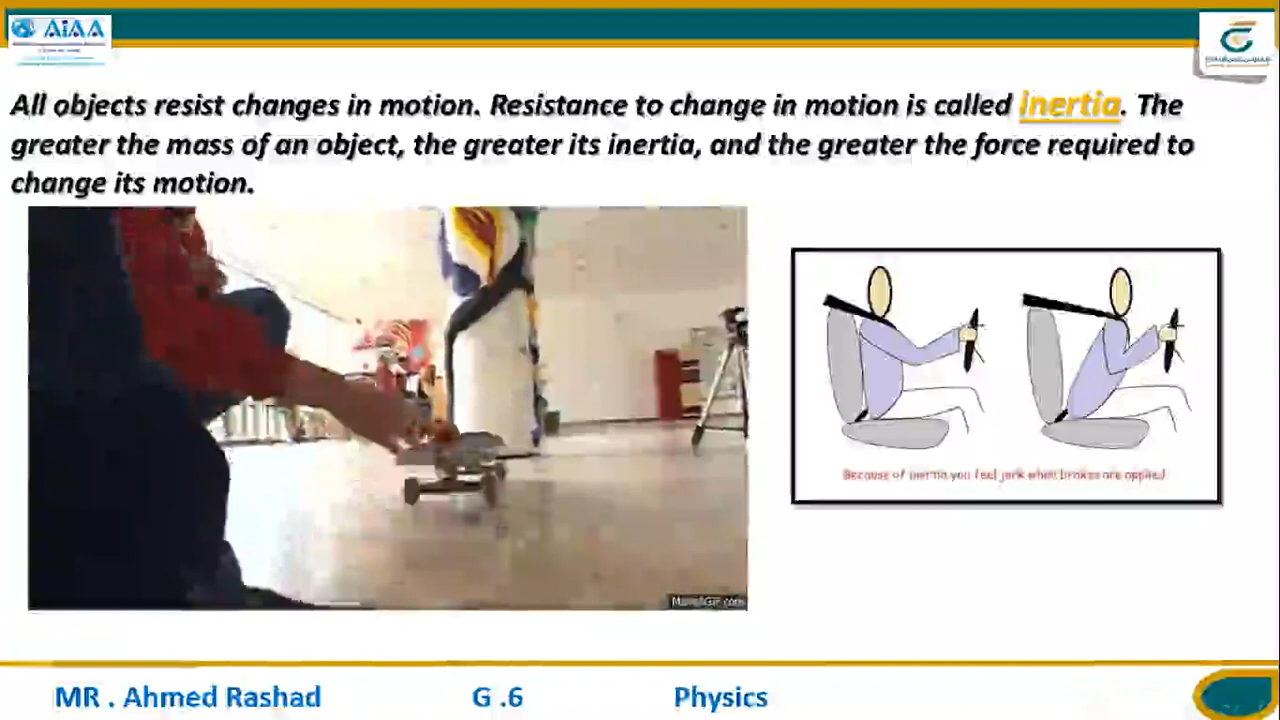 AIAA
All objects resist changes in motion. Resistance to change in motion is called inertia. The
greater the mass of an object, the greater its inertia, and the greater the force required to
change its motion.
Because of inertia you feel jerk when brakes are applied
MakeAGif.com
MR . Ahmed Rashad
G .6
Physics